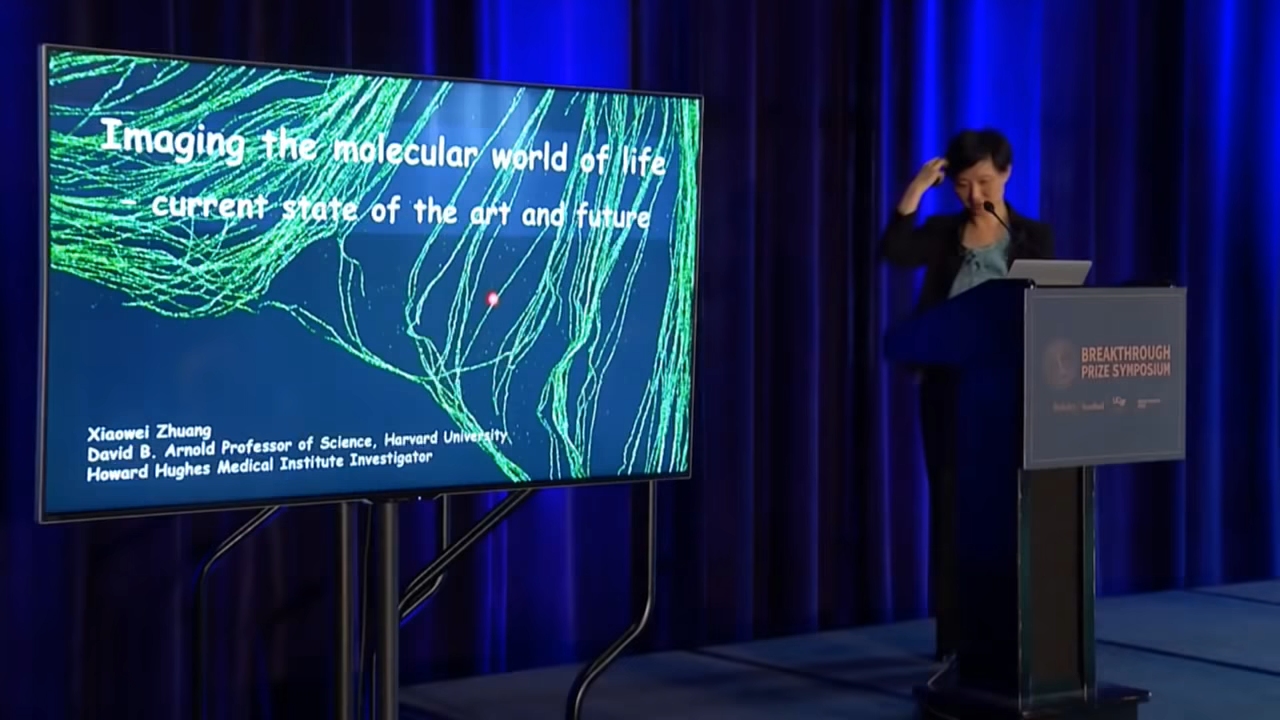 Imaging the molecular world of life
- current state of the art and future
Xiaowei Zhuang
David B. Arnold Professor of Science, Harvard University
Howard Hughes Medical Institute Investigator
BREAKTHROUGH
PRIZE SYMPOSIUM